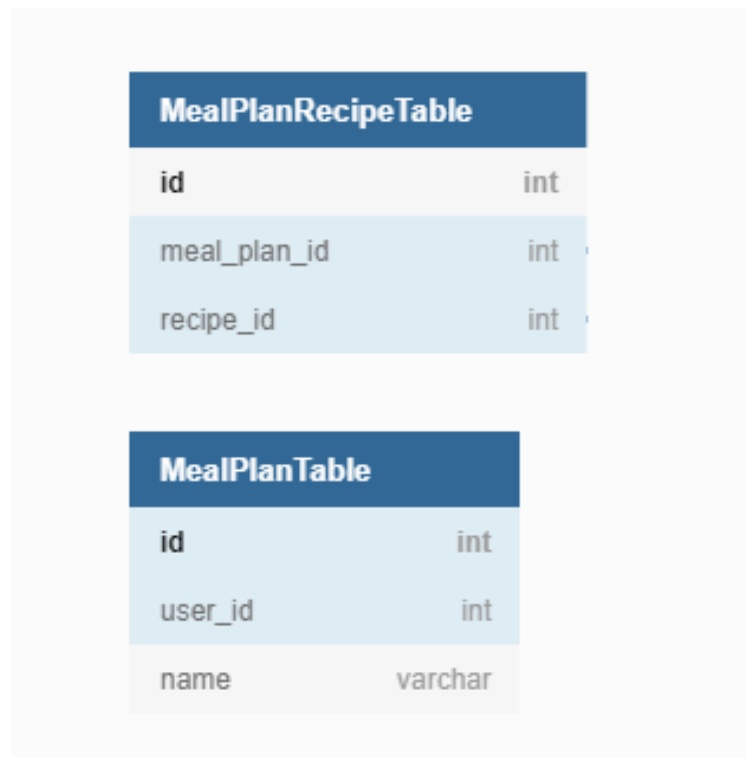 MealPlanRecipeTable
id int
meal_plan_id int
recipe_id int
MealPlanTable
id int
user_id int
name varchar